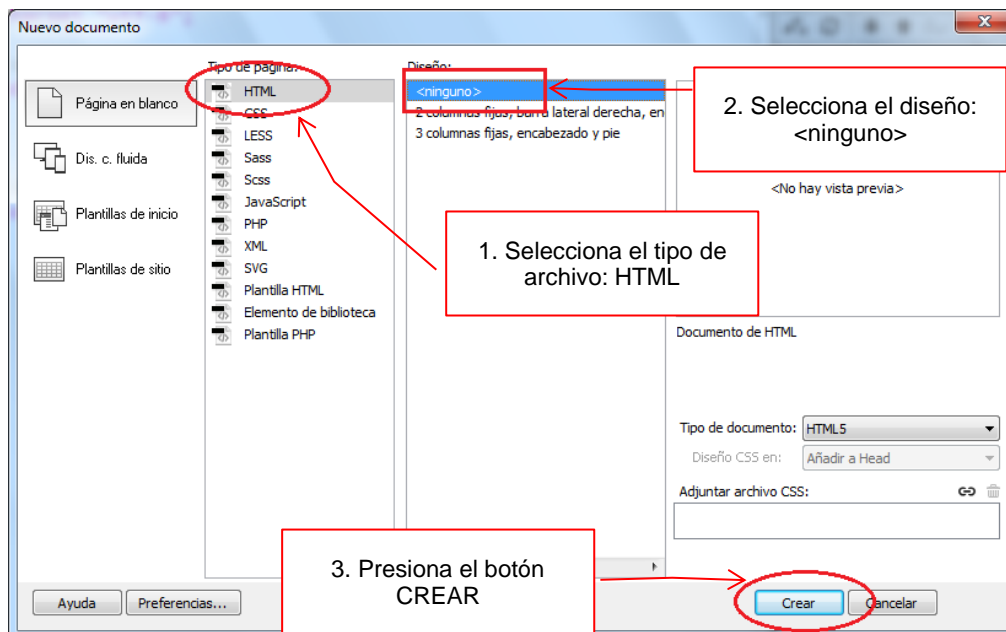 Nuevo documento
Página en blanco
Dis. c. fluida
Plantillas de inicio
Plantillas de sitio
Tipo de página:
HTML
CSS
LESS
Sass
Scss
JavaScript
PHP
XML
SVG
Plantilla HTML
Elemento de biblioteca
Plantilla PHP
Diseño:
<ninguno>
2 columnas fijas, barra lateral derecha, en
3 columnas fijas, encabezado y pie
2. Selecciona el diseño:
<ninguno>
<No hay vista previa>
1. Selecciona el tipo de
archivo: HTML
Documento de HTML
Tipo de documento: HTML5
Diseño CSS en: Añadir a Head
Adjuntar archivo CSS:
3. Presiona el botón
CREAR
Ayuda Preferencias... Crear Cancelar